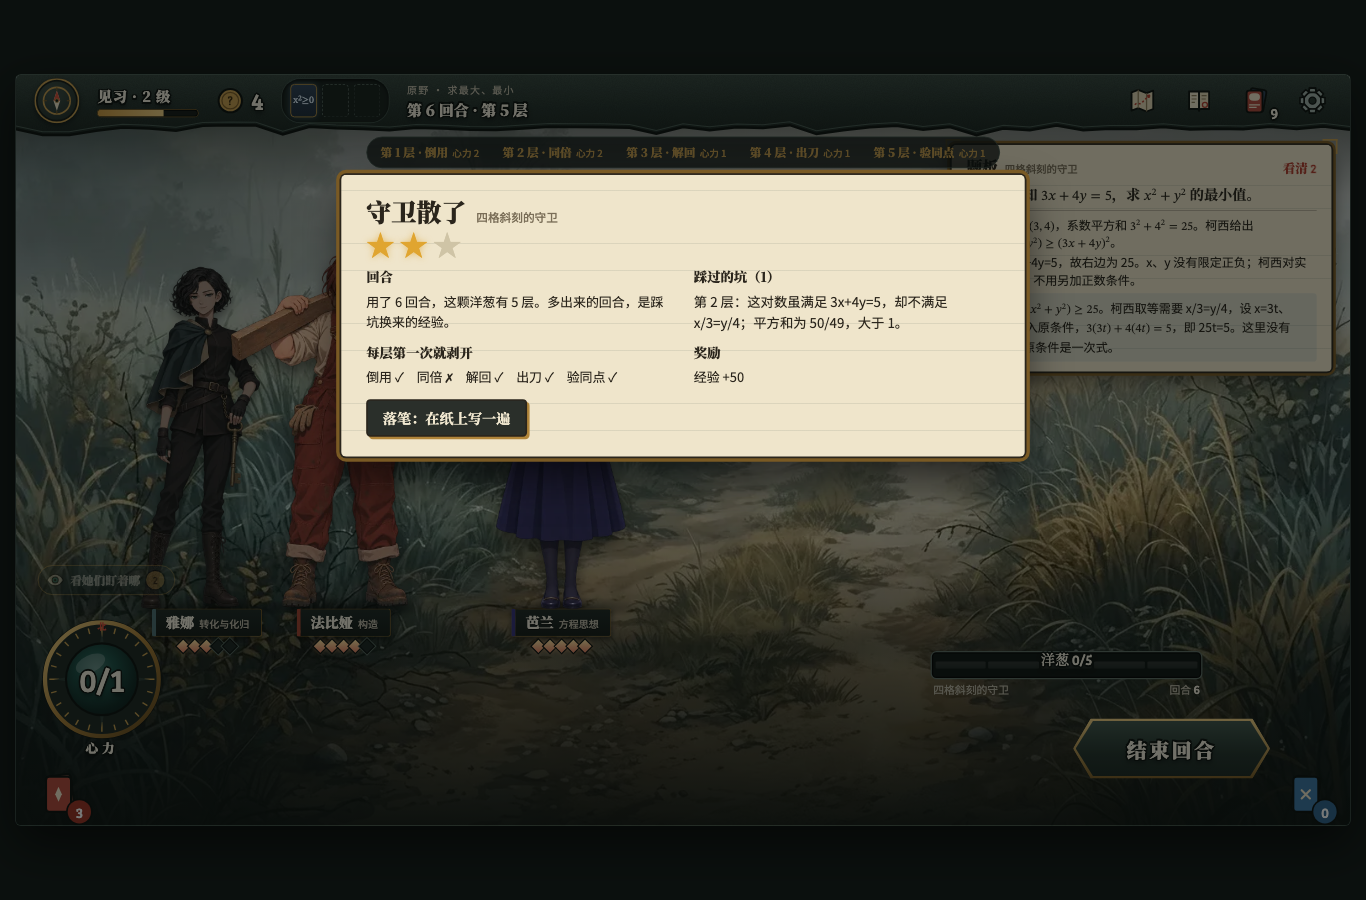 见习 · 2 级
4
x²≥0
原野 · 求最大、最小
第 6 回合 · 第 5 层
9
第 1 层 · 倒用 心力 2
第 2 层 · 同倍 心力 2
第 3 层 · 解回 心力 1
第 4 层 · 出刀 心力 1
第 5 层 · 验同点 心力 1
四格斜刻的守卫
看清 2
3x + 4y = 5，求 x² + y² 的最小值。
(3, 4)，系数平方和 3² + 4² = 25。柯西给出
≥ (3x + 4y)²。
4y=5，故右边为 25。x、y 没有限定正负；柯西对实
不用另加正数条件。
x² + y²) ≥ 25。柯西取等需要 x/3=y/4，设 x=3t、
原条件，3(3t) + 4(4t) = 5，即 25t=5。这里没有
原条件是一次式。
守卫散了 四格斜刻的守卫
回合
用了 6 回合，这颗洋葱有 5 层。多出来的回合，是踩
坑换来的经验。
踩过的坑（1）
第 2 层：这对数虽满足 3x+4y=5，却不满足
x/3=y/4；平方和为 50/49，大于 1。
每层第一次就剥开
倒用 ✓ 同倍 ✗ 解回 ✓ 出刀 ✓ 验同点 ✓
奖励
经验 +50
落笔：在纸上写一遍
看她们盯着哪 2
雅娜 转化与化归
法比娅 构造
芭兰 方程思想
0/1
心力
3
洋葱 0/5
四格斜刻的守卫
回合 6
结束回合
0